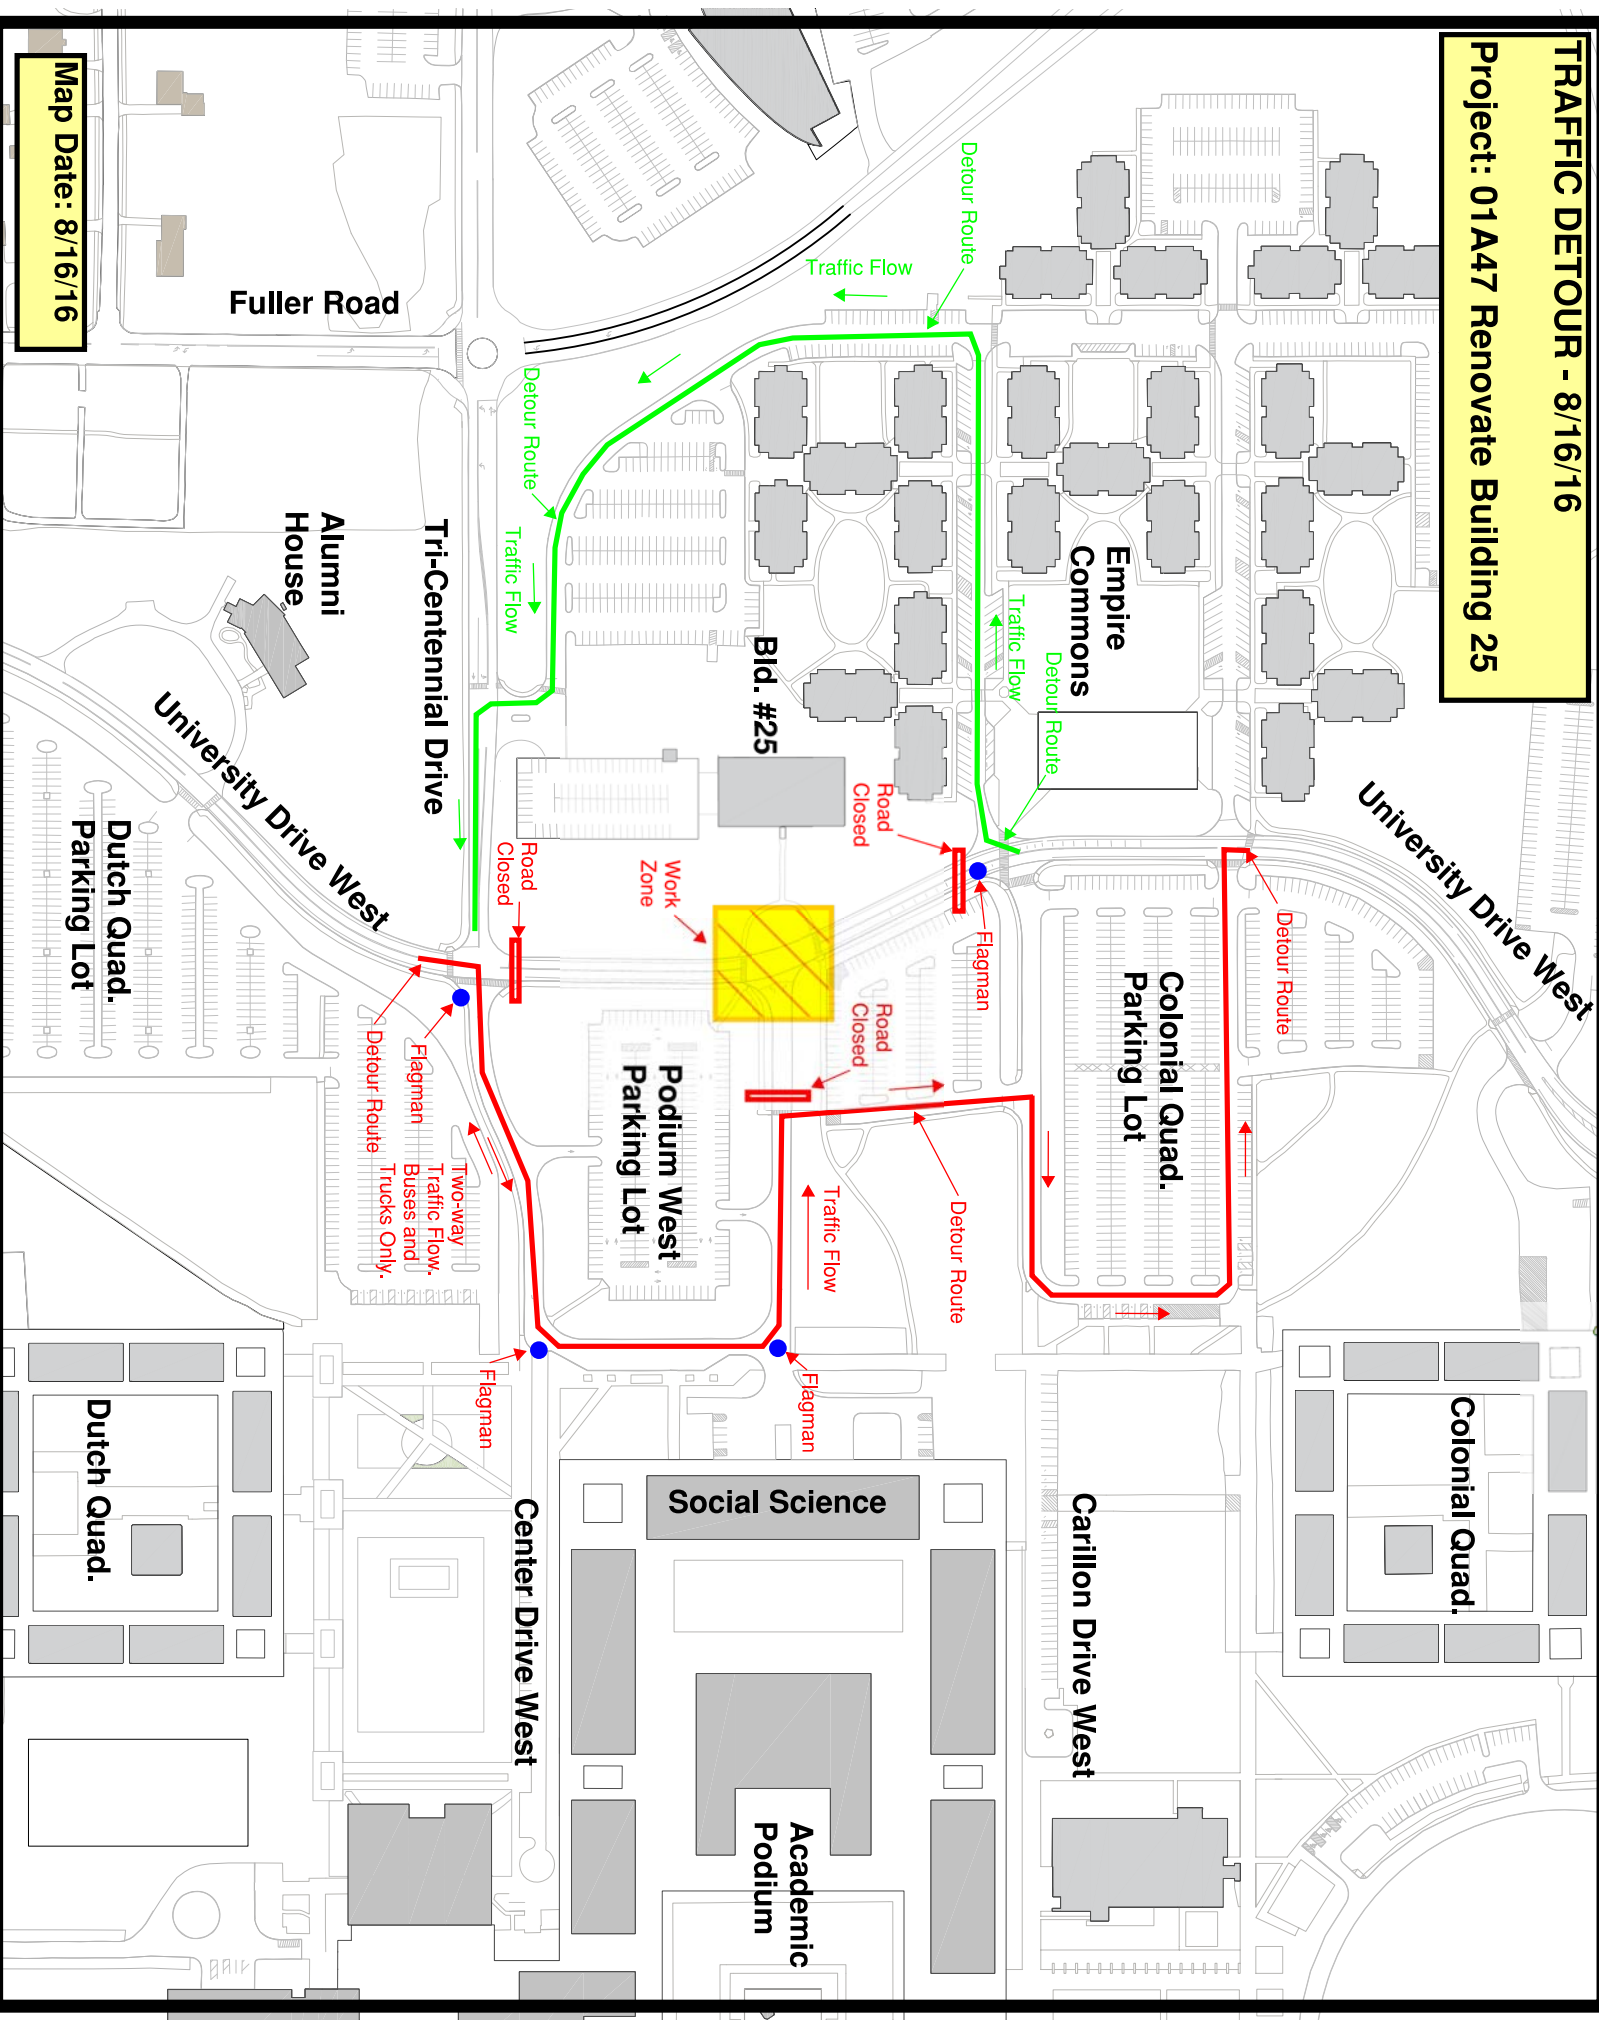 TRAFFIC DETOUR - 8/16/16
Project: 01A47 Renovate Building 25
Map Date: 8/16/16
Fuller Road
Detour Route
Traffic Flow
Detour Route
Traffic Flow
Empire
Commons
Traffic Flow
Detour Route
Alumni
House
Tri-Centennial Drive
Bld. #25
University Drive West
University Drive West
Dutch Quad.
Parking Lot
Road
Closed
Work
Zone
Road
Closed
Flagman
Road
Closed
Detour Route
Colonial Quad.
Parking Lot
Podium West
Parking Lot
Flagman
Detour Route
Two-way
Traffic Flow.
Buses and
Trucks Only.
Traffic Flow
Detour Route
Flagman
Flagman
Dutch Quad.
Colonial Quad.
Social Science
Center Drive West
Carillon Drive West
Academic
Podium